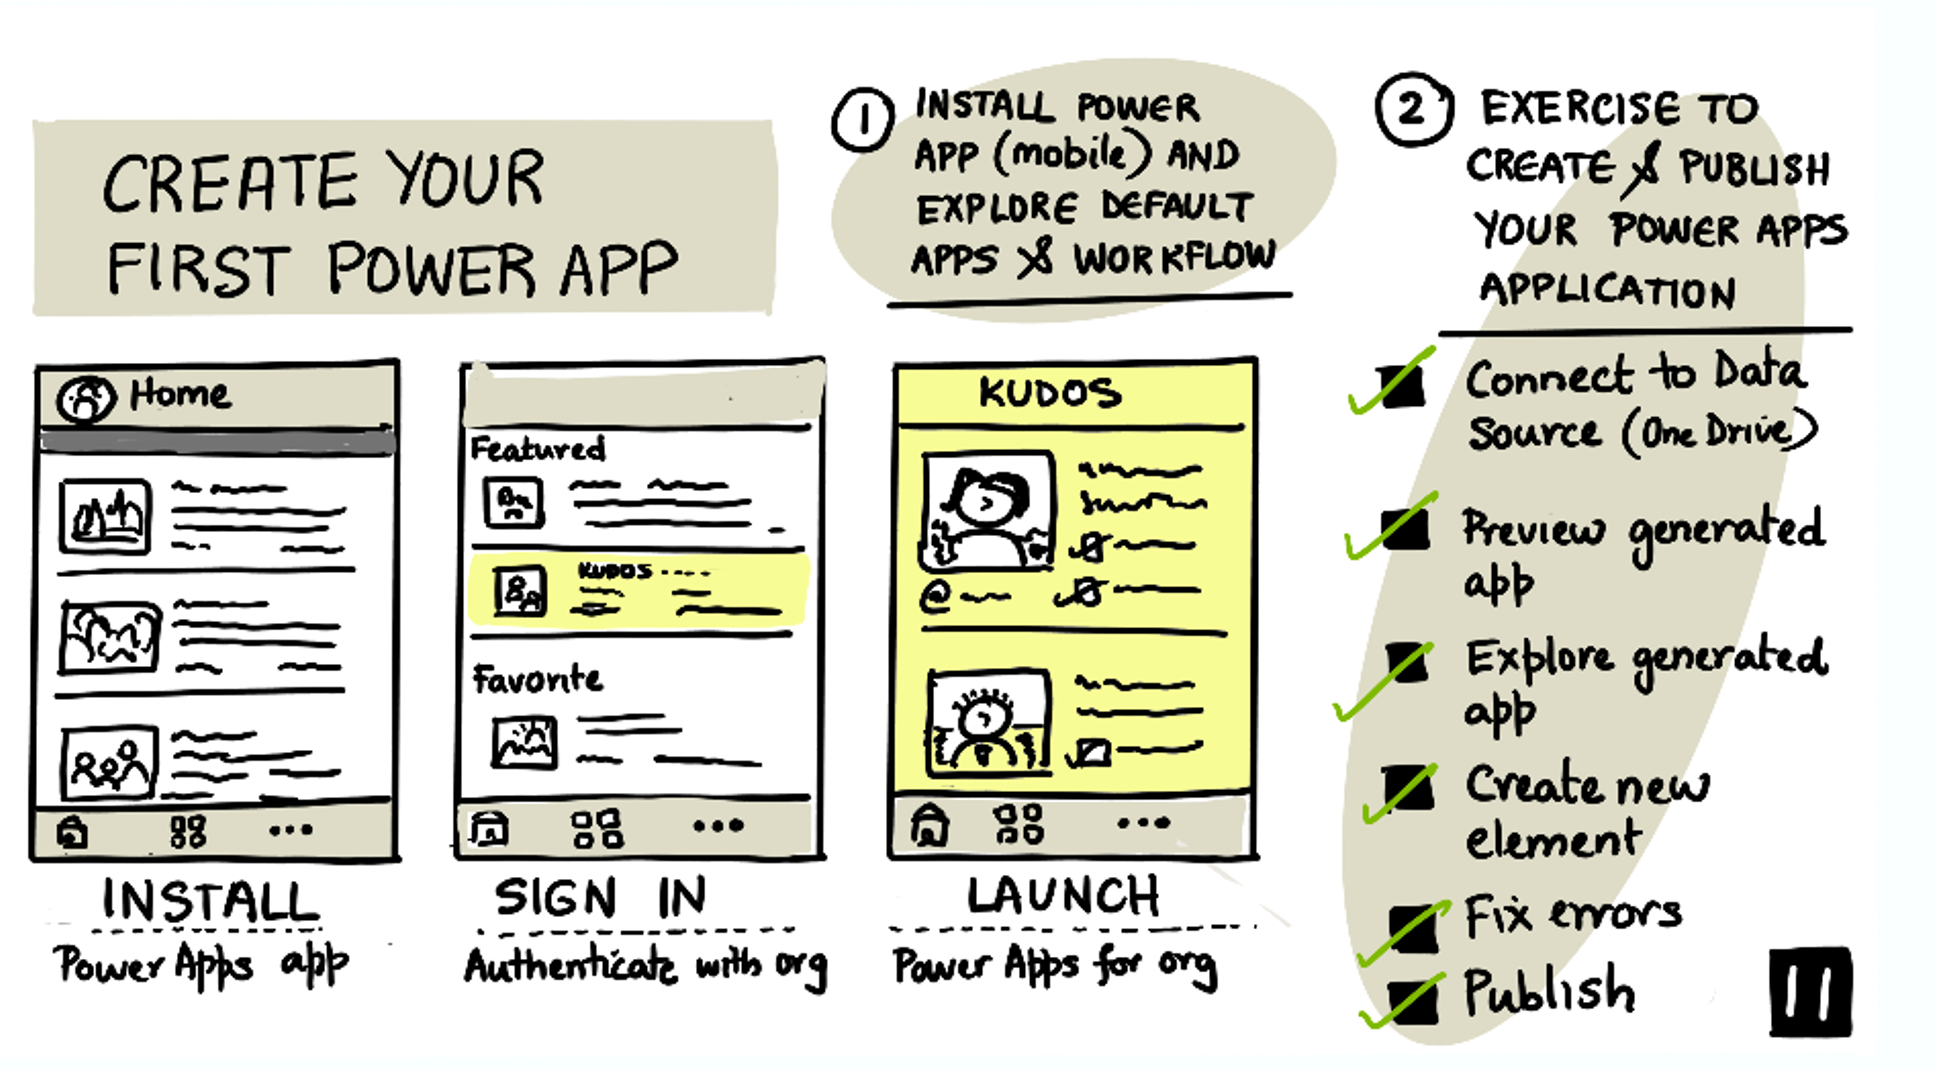 CREATE YOUR
FIRST POWER APP
1 INSTALL POWER
APP (mobile) AND
EXPLORE DEFAULT
APPS & WORKFLOW
Home
INSTALL
Power Apps app
Featured
KUDOS
Favorite
SIGN IN
Authenticate with org
KUDOS
@
LAUNCH
Power Apps for org
2 EXERCISE TO
CREATE & PUBLISH
YOUR POWER APPS
APPLICATION
Connect to Data
Source (One Drive)
Preview generated
app
Explore generated
app
Create new
element
Fix errors
Publish
11